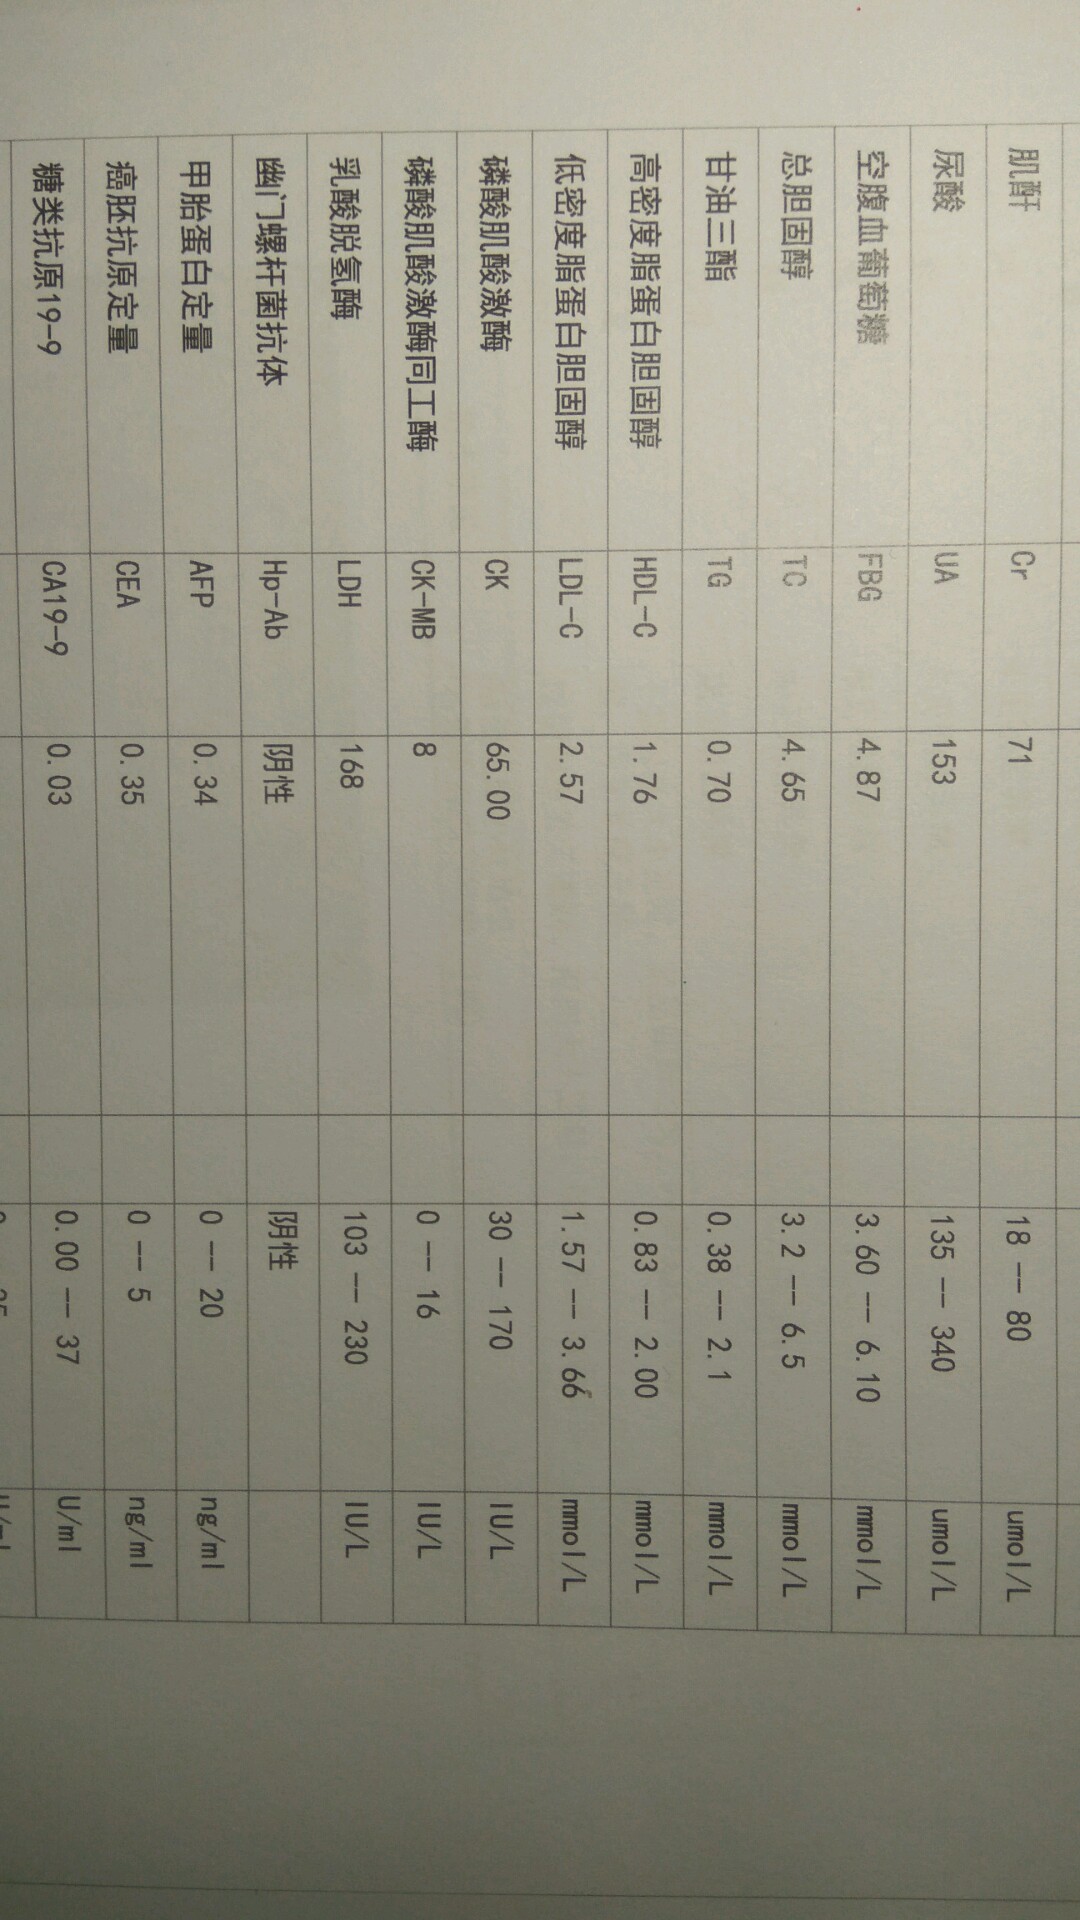 肌酐 Cr 71 18 -- 80 umol/L
尿酸 UA 153 135 -- 340 umol/L
空腹血葡萄糖 FBG 4.87 3.60 -- 6.10 mmol/L
总胆固醇 TC 4.65 3.2 -- 6.5 mmol/L
甘油三酯 TG 0.70 0.38 -- 2.1 mmol/L
高密度脂蛋白胆固醇 HDL-C 1.76 0.83 -- 2.00 mmol/L
低密度脂蛋白胆固醇 LDL-C 2.57 1.57 -- 3.66 mmol/L
磷酸肌酸激酶 CK 65.00 30 -- 170 IU/L
磷酸肌酸激酶同工酶 CK-MB 8 0 -- 16 IU/L
乳酸脱氢酶 LDH 168 103 -- 230 IU/L
幽门螺杆菌抗体 Hp-Ab 阴性 阴性
甲胎蛋白定量 AFP 0.34 0 -- 20 ng/ml
癌胚抗原定量 CEA 0.35 0 -- 5 ng/ml
糖类抗原19-9 CA19-9 0.03 0.00 -- 37 U/ml